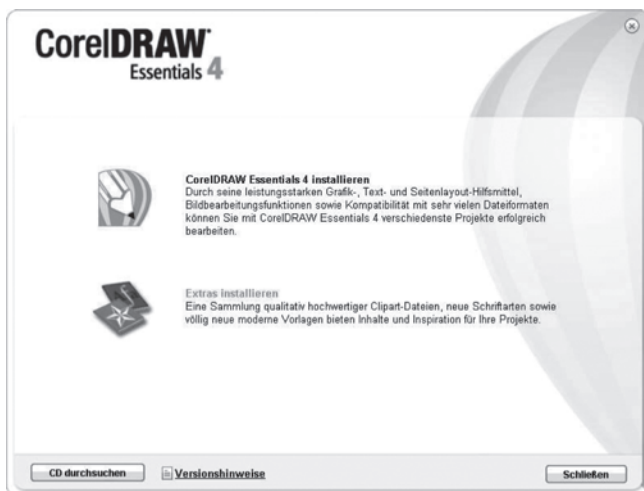 CorelDRAW
Essentials 4
CorelDRAW Essentials 4 installieren
Durch seine leistungsstarken Grafik-, Text- und Seitenlayout-Hilfsmittel,
Bildbearbeitungsfunktionen sowie Kompatibilität mit sehr vielen Dateiformaten
können Sie mit CorelDRAW Essentials 4 verschiedenste Projekte erfolgreich
bearbeiten.
Extras installieren
Eine Sammlung qualitativ hochwertiger Clipart-Dateien, neue Schriftarten sowie
völlig neue moderne Vorlagen bieten Inhalte und Inspiration für Ihre Projekte.
CD durchsuchen Versionshinweise Schließen